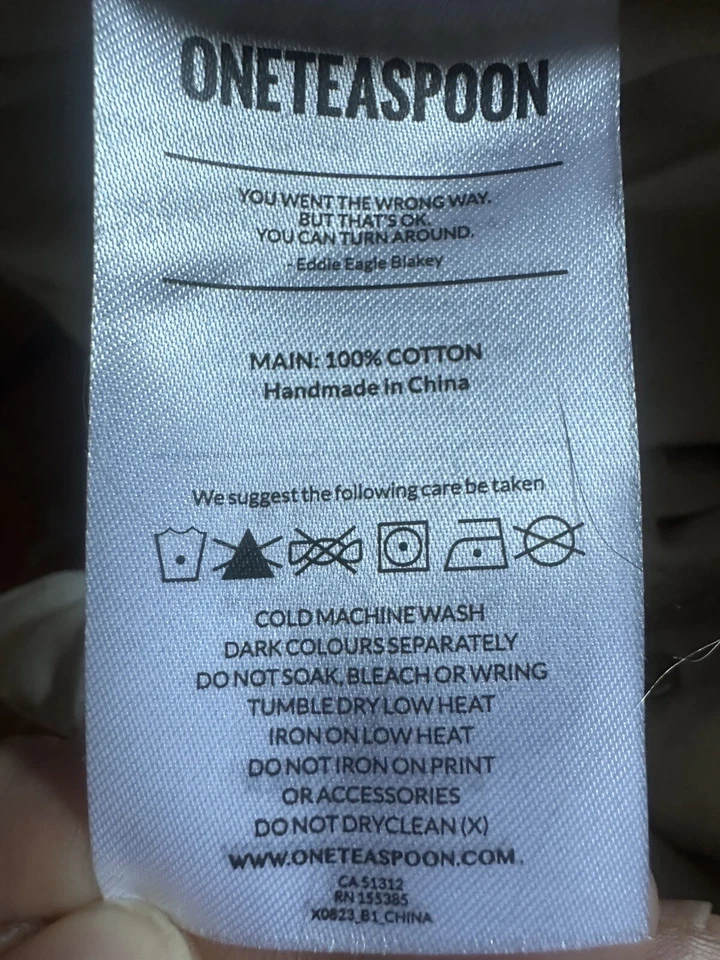 ONETEASPOON
YOU WENT THE WRONG WAY.
BUT THAT'S OK.
YOU CAN TURN AROUND.
- Eddie Eagle Blakey
MAIN: 100% COTTON
Handmade in China
We suggest the following care be taken
COLD MACHINE WASH
DARK COLOURS SEPARATELY
DO NOT SOAK, BLEACH OR WRING
TUMBLE DRY LOW HEAT
IRON ON LOW HEAT
DO NOT IRON ON PRINT
OR ACCESSORIES
DO NOT DRYCLEAN (X)
WWW.ONETEASPOON.COM.
CA 51312
RN 155385
X0823_B1_CHINA